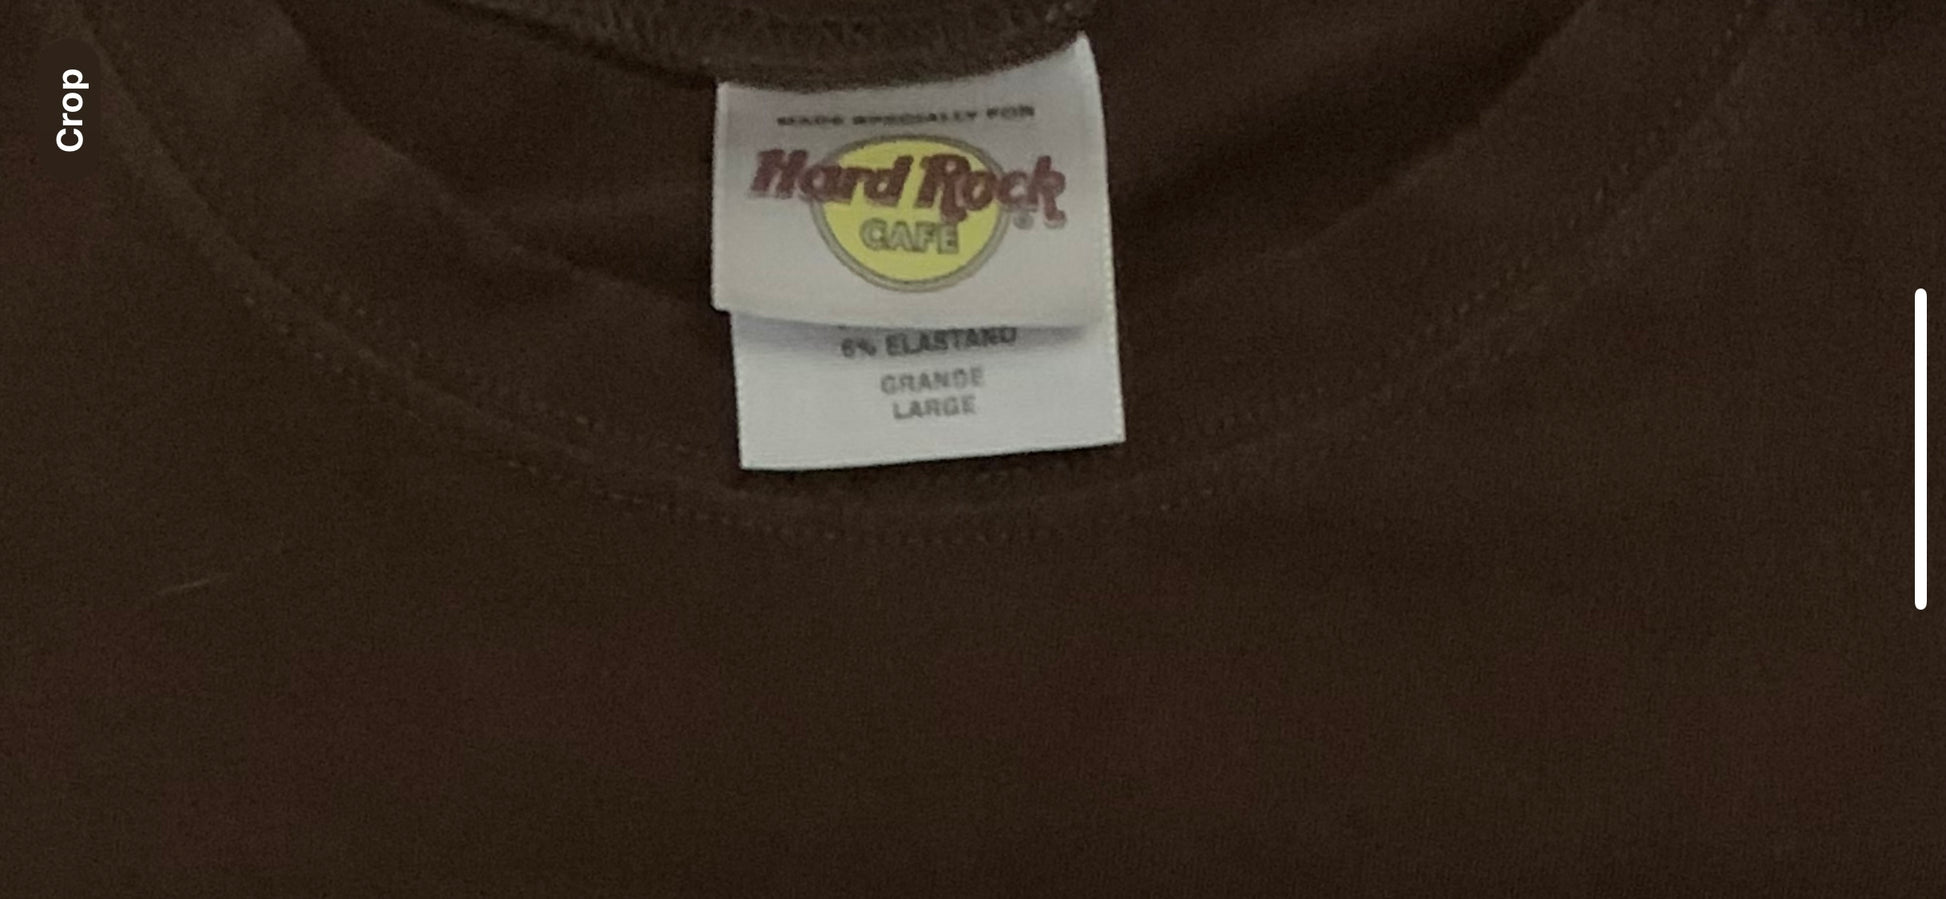 Crop
MADE SPECIALLY FOR
Hard Rock
CAFE
6% ELASTANO
GRANDE
LARGE